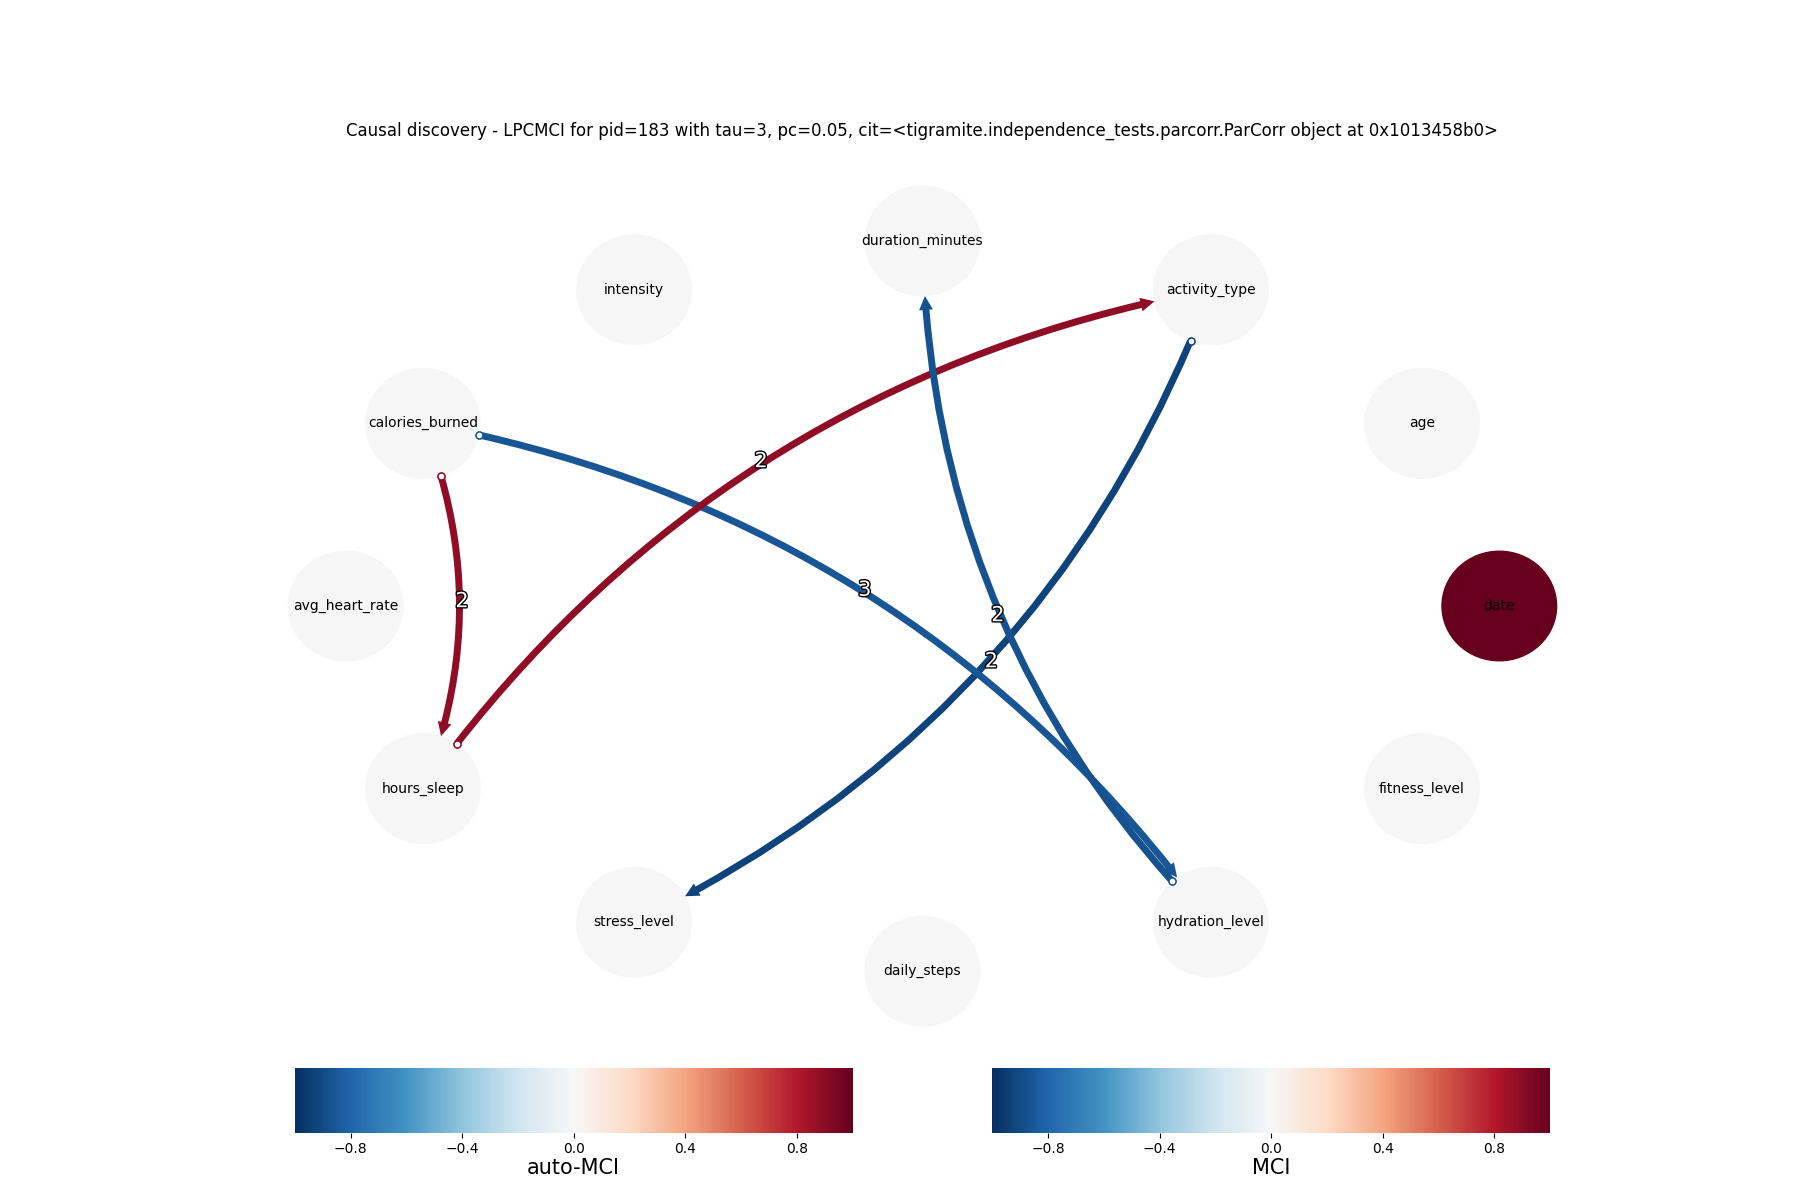 Causal discovery - LPCMCI for pid=183 with tau=3, pc=0.05, cit=<tigramite.independence_tests.parcorr.ParCorr object at 0x1013458b0>
duration_minutes
intensity
activity_type
calories_burned
age
2
3
2
2
2
avg_heart_rate
date
hours_sleep
fitness_level
stress_level
hydration_level
daily_steps
−0.8 −0.4 0.0 0.4 0.8
auto-MCI
−0.8 −0.4 0.0 0.4 0.8
MCI